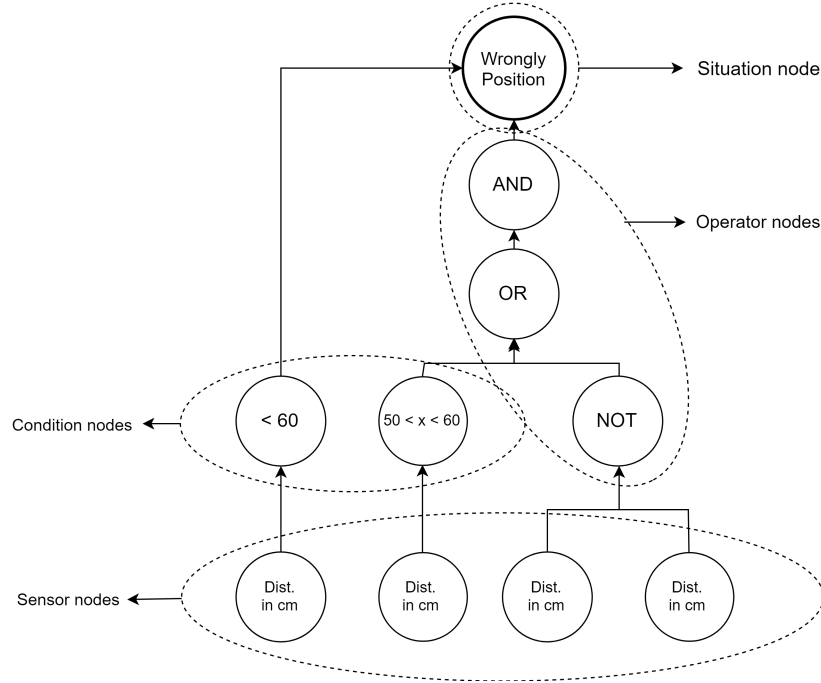 Wrongly
Position
Situation node
AND
Operator nodes
OR
Condition nodes
< 60
50 < x < 60
NOT
Sensor nodes
Dist.
in cm
Dist.
in cm
Dist.
in cm
Dist.
in cm